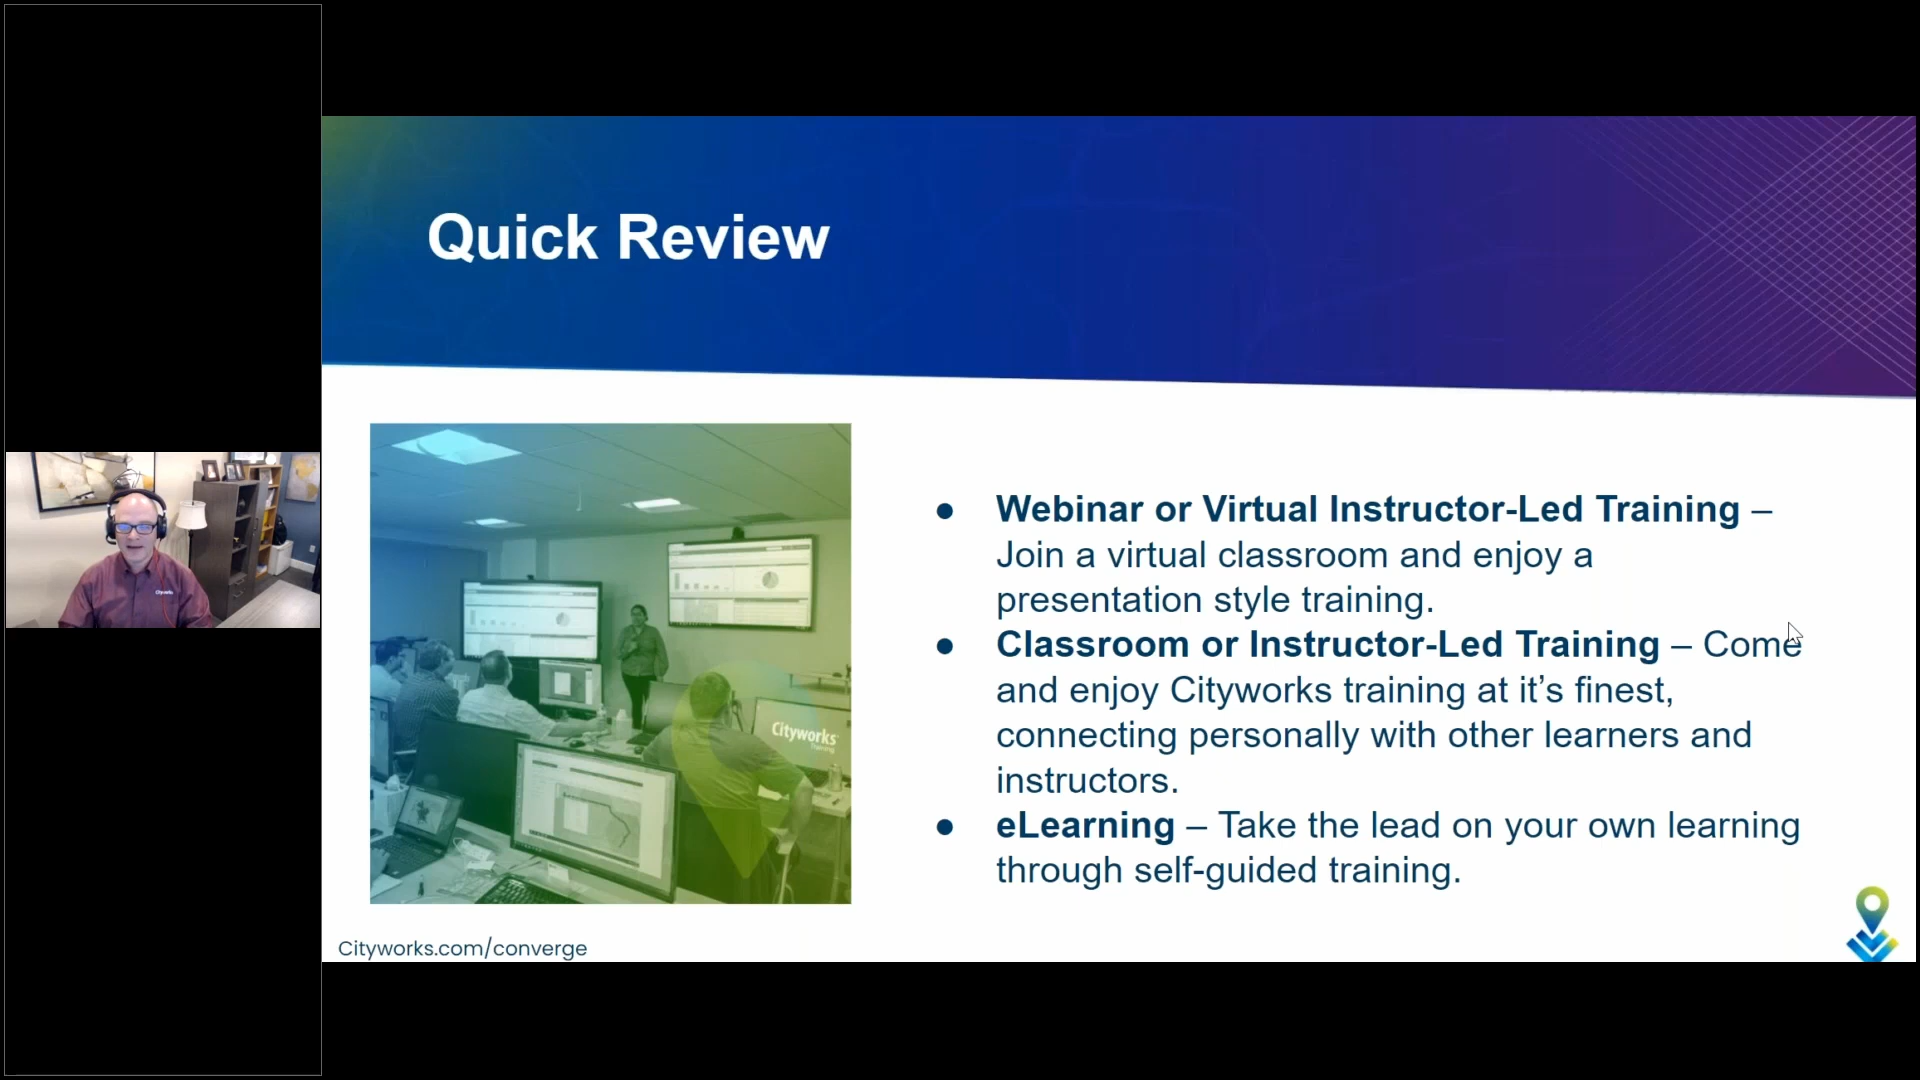 Quick Review
● Webinar or Virtual Instructor-Led Training –
Join a virtual classroom and enjoy a
presentation style training.
● Classroom or Instructor-Led Training – Come
and enjoy Cityworks training at it’s finest,
connecting personally with other learners and
instructors.
● eLearning – Take the lead on your own learning
through self-guided training.
Cityworks
Training
Cityworks.com/converge
Cityworks